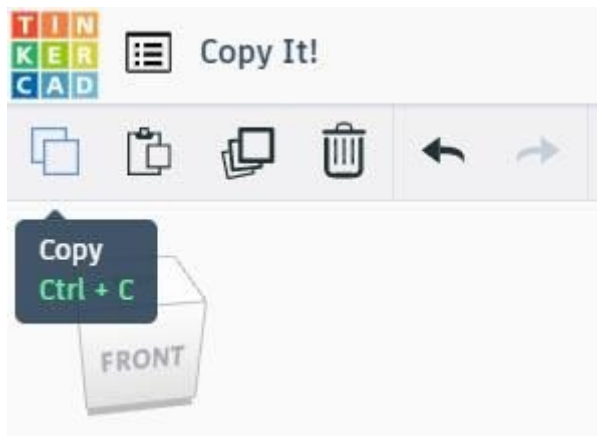 TIN
KER
CAD
Copy It!
Copy
Ctrl + C
FRONT